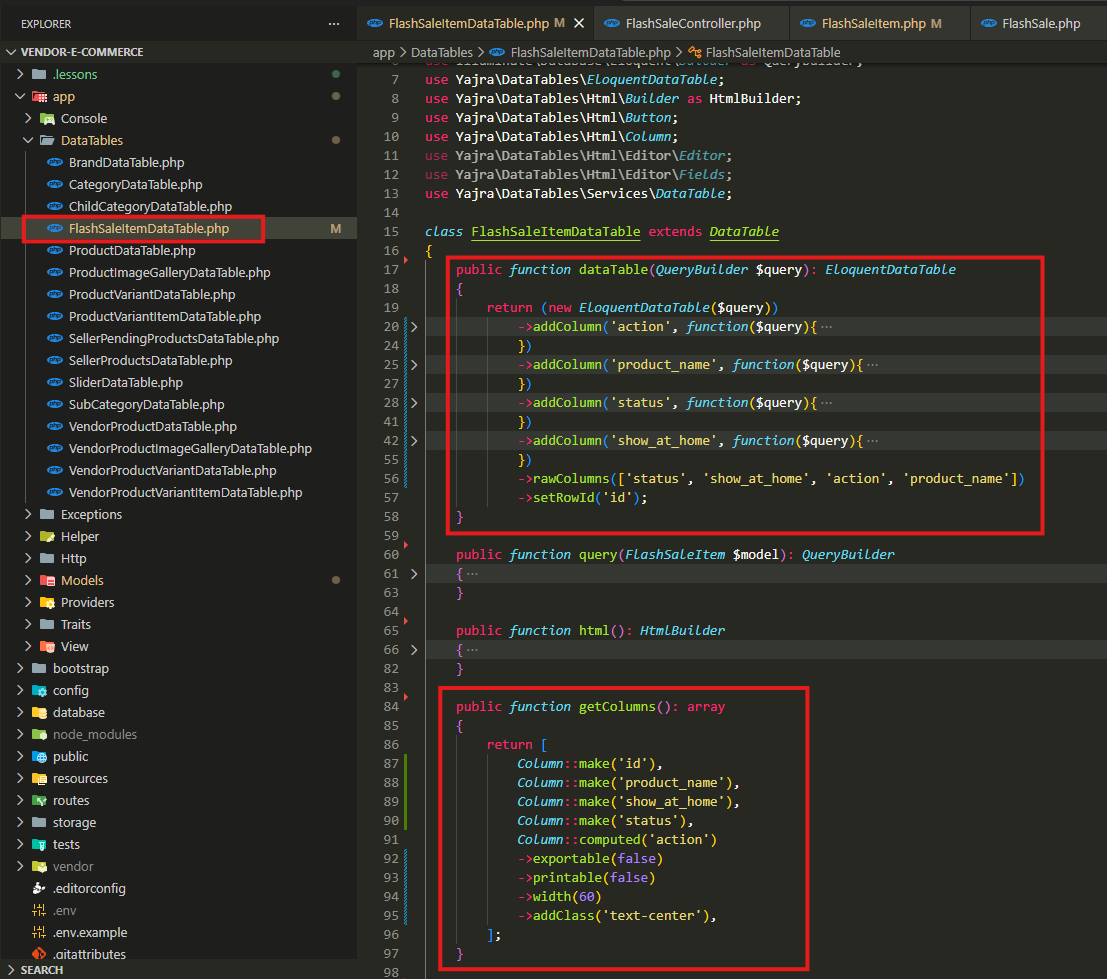 EXPLORER
VENDOR-E-COMMERCE
.lessons
app
Console
DataTables
BrandDataTable.php
CategoryDataTable.php
ChildCategoryDataTable.php
FlashSaleItemDataTable.php M
ProductDataTable.php
ProductImageGalleryDataTable.php
ProductVariantDataTable.php
ProductVariantItemDataTable.php
SellerPendingProductsDataTable.php
SellerProductsDataTable.php
SliderDataTable.php
SubCategoryDataTable.php
VendorProductDataTable.php
VendorProductImageGalleryDataTable.php
VendorProductVariantDataTable.php
VendorProductVariantItemDataTable.php
Exceptions
Helper
Http
Models
Providers
Traits
View
bootstrap
config
database
node_modules
public
resources
routes
storage
tests
vendor
.editorconfig
.env
.env.example
.gitattributes
SEARCH
FlashSaleItemDataTable.php M FlashSaleController.php FlashSaleItem.php M FlashSale.php
app > DataTables > FlashSaleItemDataTable.php > FlashSaleItemDataTable
6 use Illuminate\Database\Eloquent\Builder as QueryBuilder;
7 use Yajra\DataTables\EloquentDataTable;
8 use Yajra\DataTables\Html\Builder as HtmlBuilder;
9 use Yajra\DataTables\Html\Button;
10 use Yajra\DataTables\Html\Column;
11 use Yajra\DataTables\Html\Editor\Editor;
12 use Yajra\DataTables\Html\Editor\Fields;
13 use Yajra\DataTables\Services\DataTable;
14
15 class FlashSaleItemDataTable extends DataTable
16 {
17 public function dataTable(QueryBuilder $query): EloquentDataTable
18 {
19 return (new EloquentDataTable($query))
20 ->addColumn('action', function($query){ ···
24 })
25 ->addColumn('product_name', function($query){ ···
27 })
28 ->addColumn('status', function($query){ ···
41 })
42 ->addColumn('show_at_home', function($query){ ···
55 })
56 ->rawColumns(['status', 'show_at_home', 'action', 'product_name'])
57 ->setRowId('id');
58 }
59
60 public function query(FlashSaleItem $model): QueryBuilder
61 { ···
63 }
64
65 public function html(): HtmlBuilder
66 { ···
82 }
83
84 public function getColumns(): array
85 {
86 return [
87 Column::make('id'),
88 Column::make('product_name'),
89 Column::make('show_at_home'),
90 Column::make('status'),
91 Column::computed('action')
92 ->exportable(false)
93 ->printable(false)
94 ->width(60)
95 ->addClass('text-center'),
96 ];
97 }
98